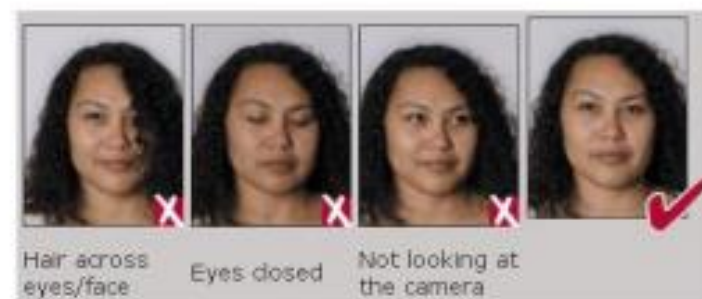 Hair across
eyes/face
Eyes closed
Not looking at
the camera